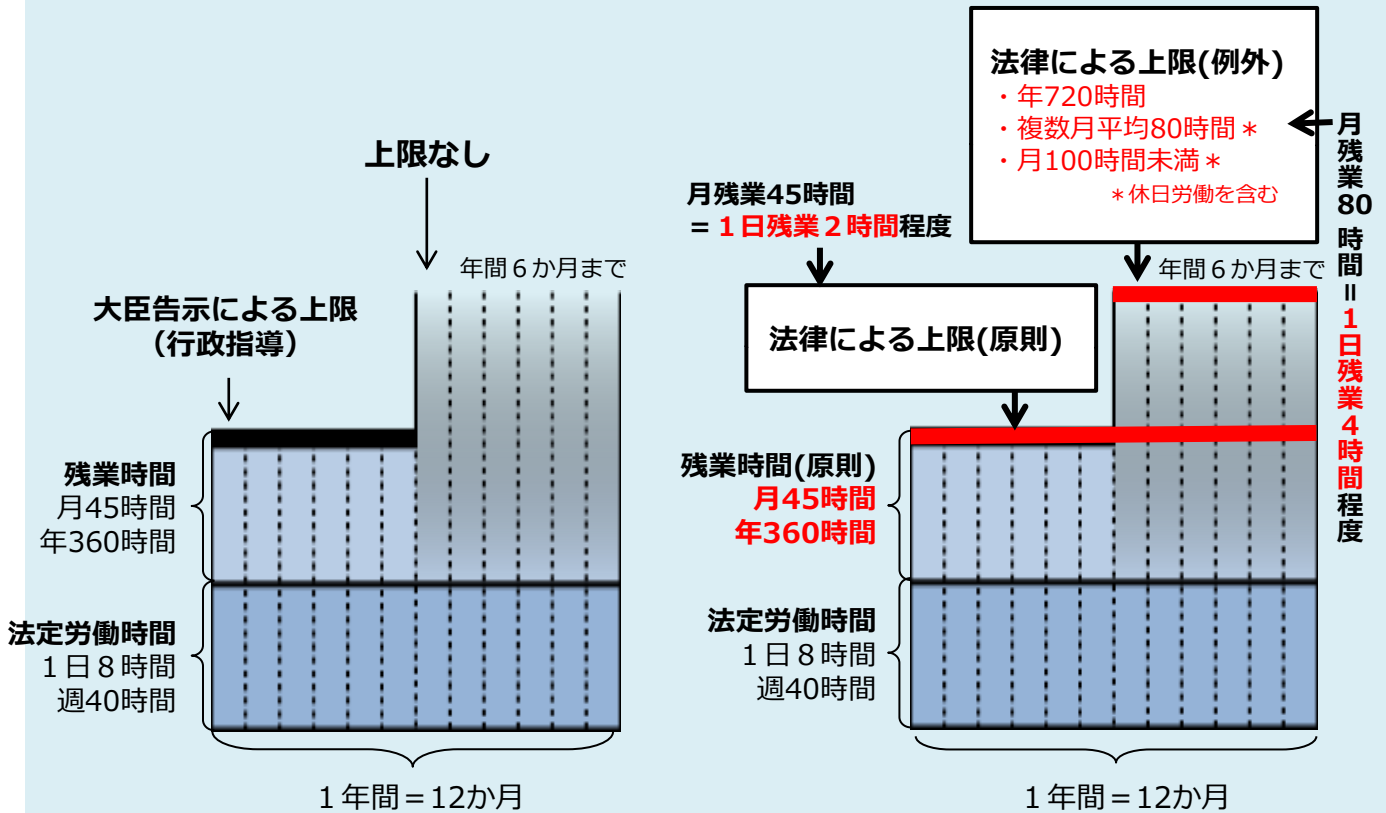 上限なし
年間６か月まで
大臣告示による上限
（行政指導）
残業時間
月45時間
年360時間
法定労働時間
１日８時間
週40時間
１年間＝12か月
法律による上限(例外)
・年720時間
・複数月平均80時間＊
・月100時間未満＊
＊休日労働を含む
月残業80時間＝1日残業４時間程度
月残業45時間
＝１日残業２時間程度
年間６か月まで
法律による上限(原則)
残業時間(原則)
月45時間
年360時間
法定労働時間
１日８時間
週40時間
１年間＝12か月